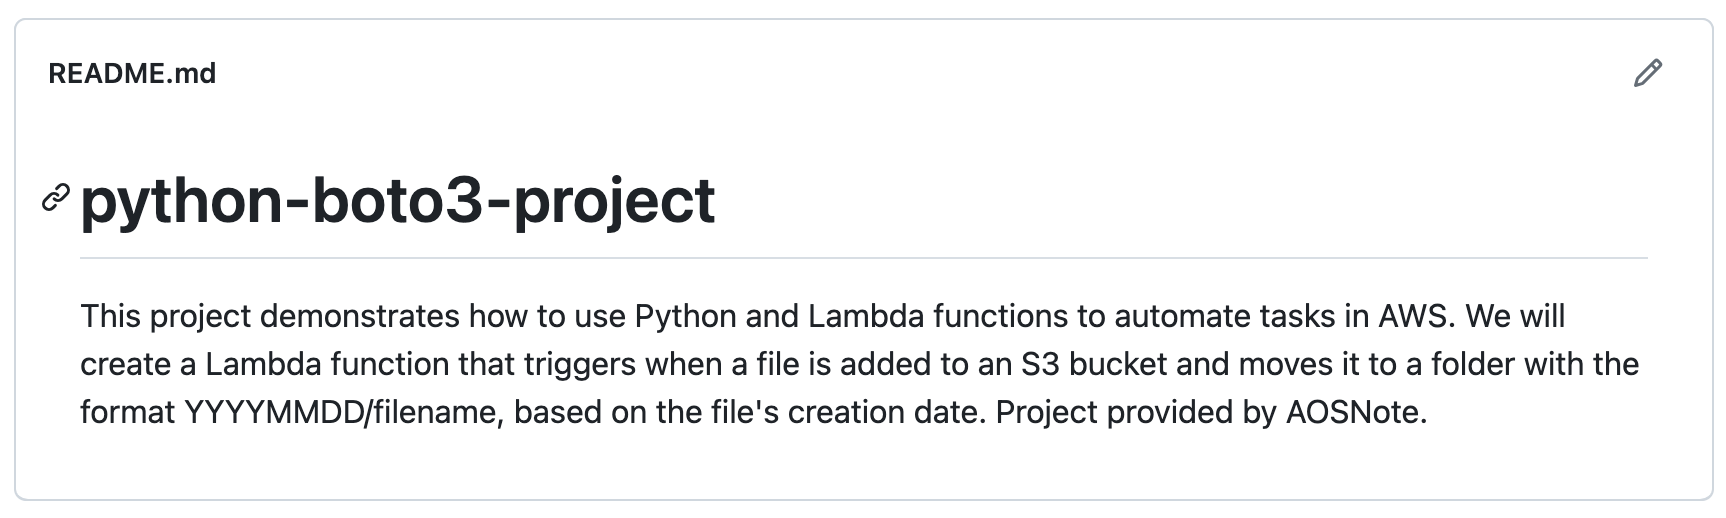 README.md
python-boto3-project
This project demonstrates how to use Python and Lambda functions to automate tasks in AWS. We will
create a Lambda function that triggers when a file is added to an S3 bucket and moves it to a folder with the
format YYYYMMDD/filename, based on the file's creation date. Project provided by AOSNote.